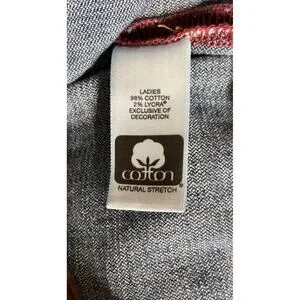 LADIES
98% COTTON
2% LYCRA®
EXCLUSIVE OF
DECORATION
cotton
NATURAL STRETCH®